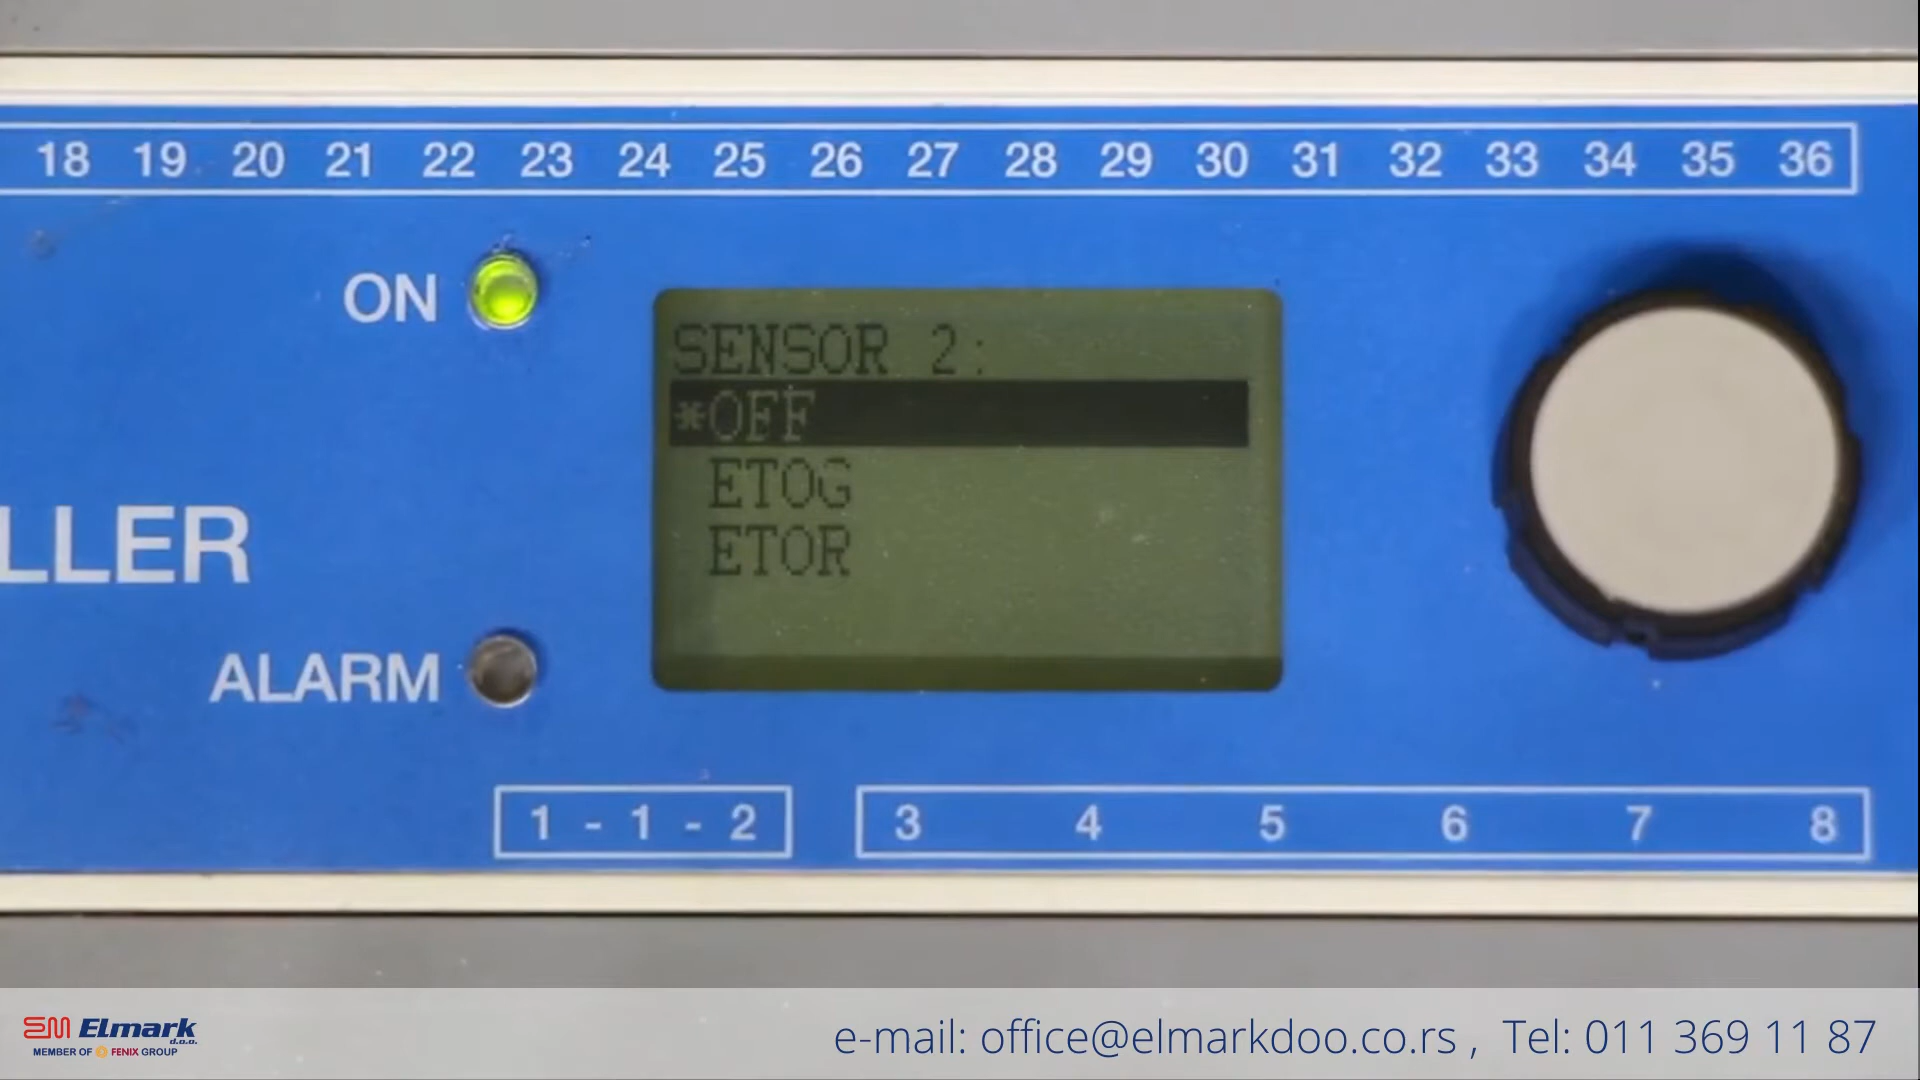 18 19 20 21 22 23 24 25 26 27 28 29 30 31 32 33 34 35 36
ON
SENSOR 2:
*OFF
ETOG
ETOR
LLER
ALARM
1 - 1 - 2
3 4 5 6 7 8
Elmark
d.o.o.
MEMBER OF FENIX GROUP
e-mail: office@elmarkdoo.co.rs , Tel: 011 369 11 87